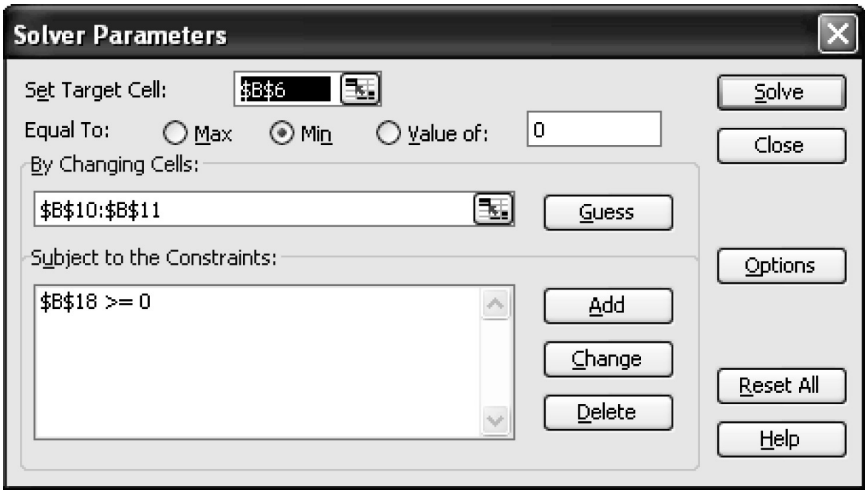 Solver Parameters
Set Target Cell: $B$6 Solve
Equal To: Max Min Value of: 0 Close
By Changing Cells:
$B$10:$B$11 Guess
Subject to the Constraints: Options
$B$18 >= 0 Add
Change
Reset All
Delete
Help